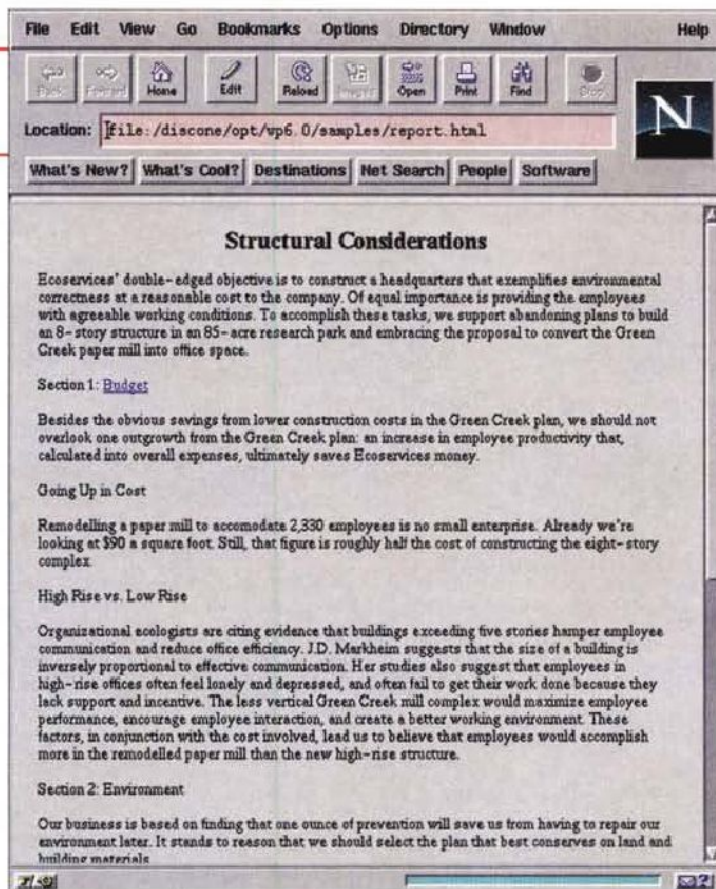 File Edit View Go Bookmarks Options Directory Window Help
Back Forward Home Edit Reload Images Open Print Find Stop
Location: file:/discone/opt/wp6.0/samples/report.html
N
What's New? What's Cool? Destinations Net Search People Software
Structural Considerations
Ecoservices' double-edged objective is to construct a headquarters that exemplifies environmental
correctness at a reasonable cost to the company. Of equal importance is providing the employees
with agreeable working conditions. To accomplish these tasks, we support abandoning plans to build
an 8-story structure in an 85-acre research park and embracing the proposal to convert the Green
Creek paper mill into office space.
Section 1: Budget
Besides the obvious savings from lower construction costs in the Green Creek plan, we should not
overlook one outgrowth from the Green Creek plan: an increase in employee productivity that,
calculated into overall expenses, ultimately saves Ecoservices money.
Going Up in Cost
Remodelling a paper mill to accomodate 2,330 employees is no small enterprise. Already we're
looking at $90 a square foot. Still, that figure is roughly half the cost of constructing the eight-story
complex.
High Rise vs. Low Rise
Organizational ecologists are citing evidence that buildings exceeding five stories hamper employee
communication and reduce office efficiency. J.D. Markheim suggests that the size of a building is
inversely proportional to effective communication. Her studies also suggest that employees in
high-rise offices often feel lonely and depressed, and often fail to get their work done because they
lack support and incentive. The less vertical Green Creek mill complex would maximize employee
performance, encourage employee interaction, and create a better working environment. These
factors, in conjunction with the cost involved, lead us to believe that employees would accomplish
more in the remodelled paper mill than the new high-rise structure.
Section 2: Environment
Our business is based on finding that one ounce of prevention will save us from having to repair our
environment later. It stands to reason that we should select the plan that best conserves on land and
building materials.